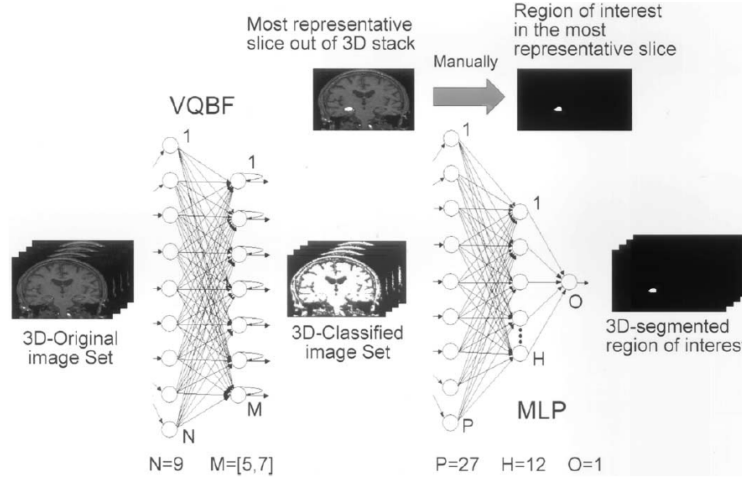 Most representative
slice out of 3D stack
Manually
Region of interest
in the most
representative slice
VQBF
1
1
1
1
3D-Original
image Set
3D-Classified
image Set
O
3D-segmented
region of interest
H
M
N
P
MLP
N=9 M=[5,7]
P=27 H=12 O=1